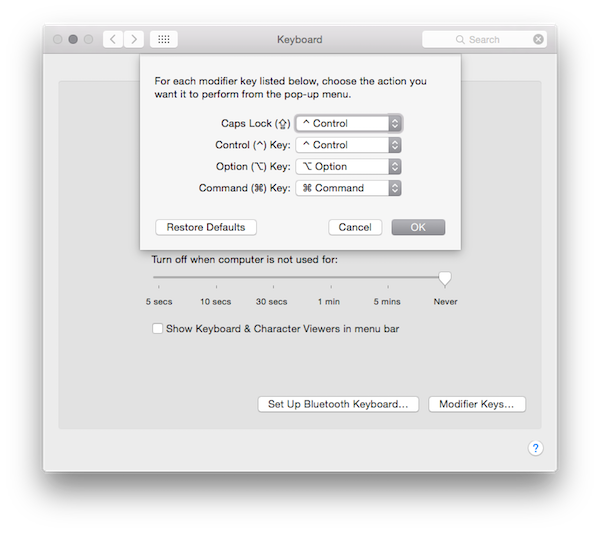 Keyboard
Search
For each modifier key listed below, choose the action you
want it to perform from the pop-up menu.
Caps Lock (⇪) ^ Control
Control (^) Key: ^ Control
Option (⌥) Key: ⌥ Option
Command (⌘) Key: ⌘ Command
Restore Defaults Cancel OK
Turn off when computer is not used for:
5 secs 10 secs 30 secs 1 min 5 mins Never
Show Keyboard & Character Viewers in menu bar
Set Up Bluetooth Keyboard... Modifier Keys...
?